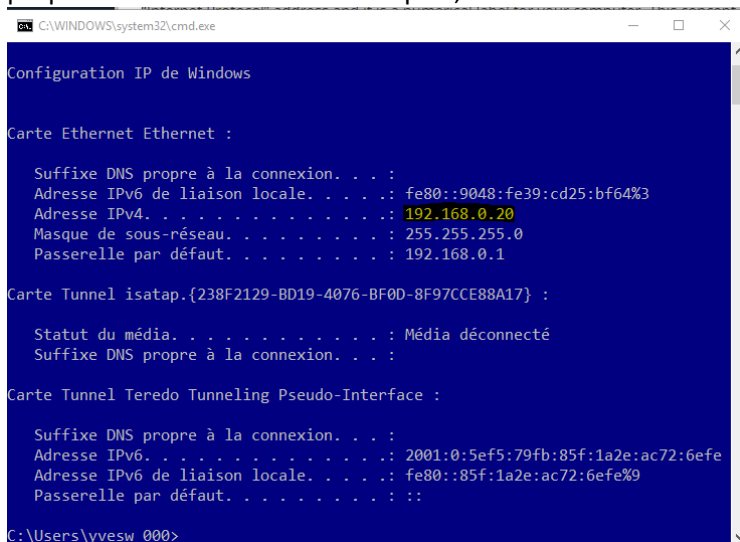 C:\WINDOWS\system32\cmd.exe
Configuration IP de Windows
Carte Ethernet Ethernet :
Suffixe DNS propre à la connexion. . . :
Adresse IPv6 de liaison locale. . . . .: fe80::9048:fe39:cd25:bf64%3
Adresse IPv4. . . . . . . . . . . . . .: 192.168.0.20
Masque de sous-réseau. . . . . . . . . : 255.255.255.0
Passerelle par défaut. . . . . . . . . : 192.168.0.1
Carte Tunnel isatap.{238F2129-BD19-4076-BF0D-8F97CCE88A17} :
Statut du média. . . . . . . . . . . . : Média déconnecté
Suffixe DNS propre à la connexion. . . :
Carte Tunnel Teredo Tunneling Pseudo-Interface :
Suffixe DNS propre à la connexion. . . :
Adresse IPv6. . . . . . . . . . . . . .: 2001:0:5ef5:79fb:85f:1a2e:ac72:6efe
Adresse IPv6 de liaison locale. . . . .: fe80::85f:1a2e:ac72:6efe%9
Passerelle par défaut. . . . . . . . . : ::
C:\Users\yvesw_000>